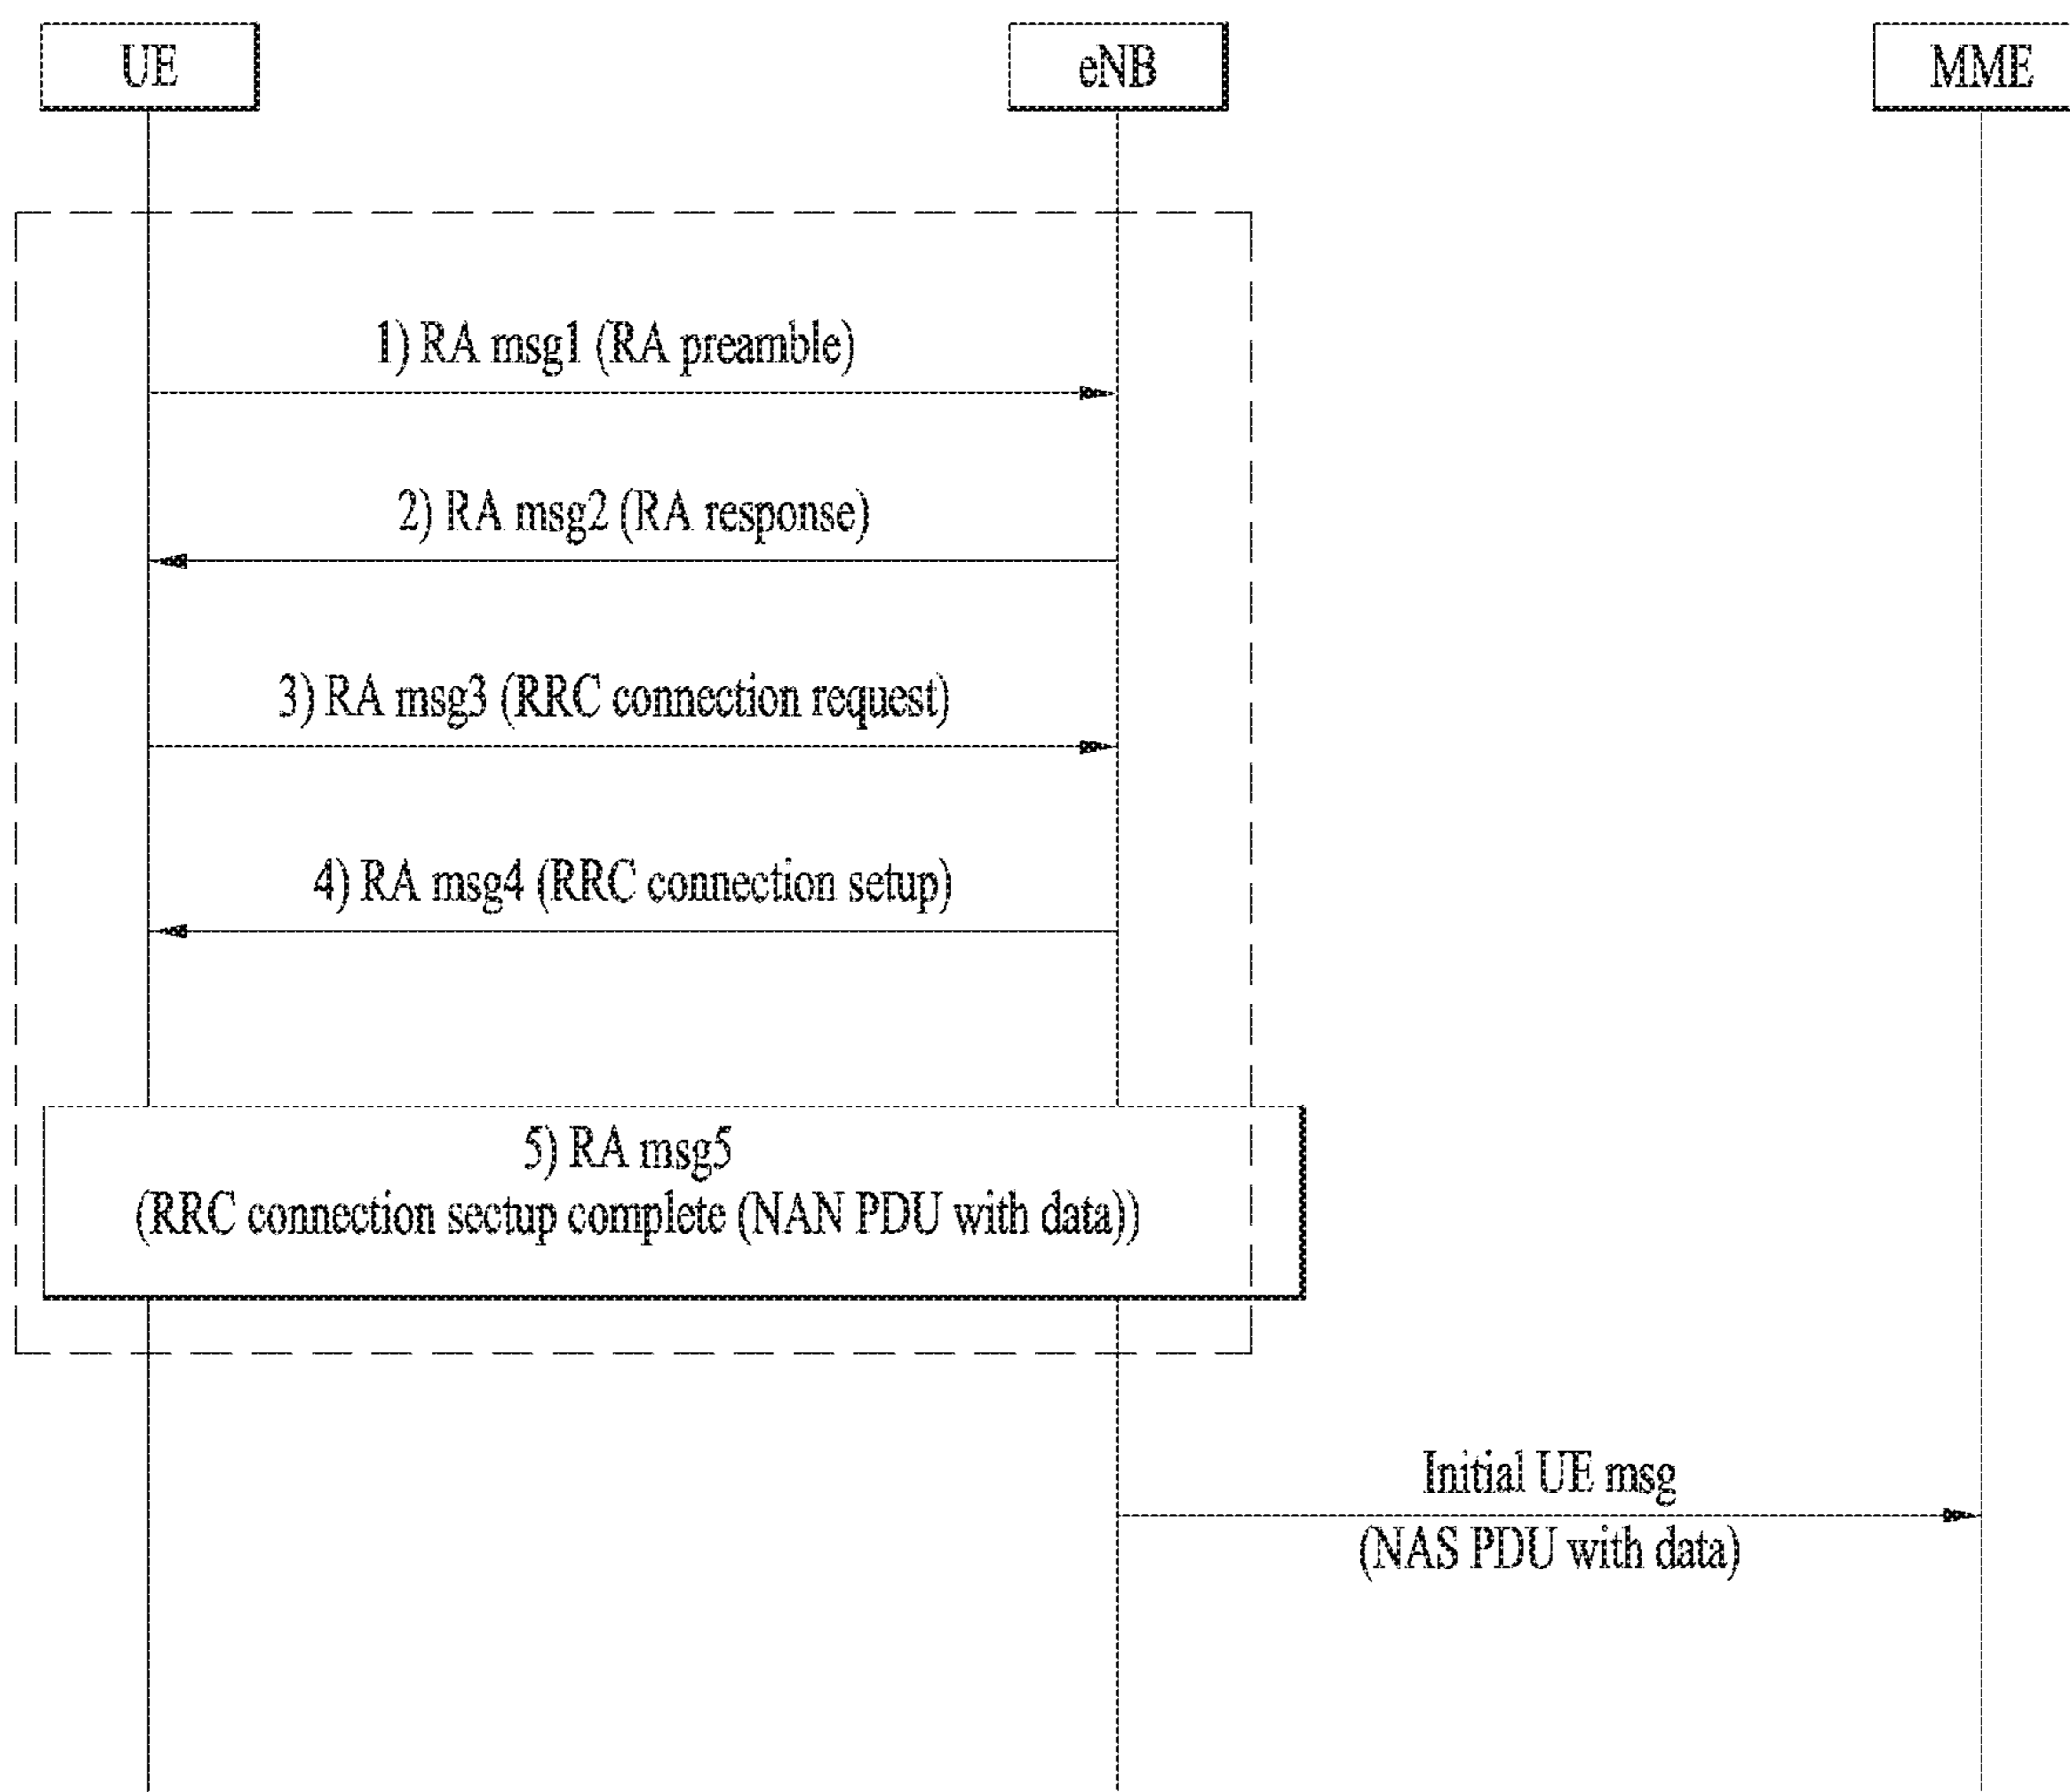 UE
eNB
MME
1) RA msg1 (RA preamble)
2) RA msg2 (RA response)
3) RA msg3 (RRC connection request)
4) RA msg4 (RRC connection setup)
5) RA msg5
(RRC connection sectup complete (NAN PDU with data))
Initial UE msg
(NAS PDU with data)